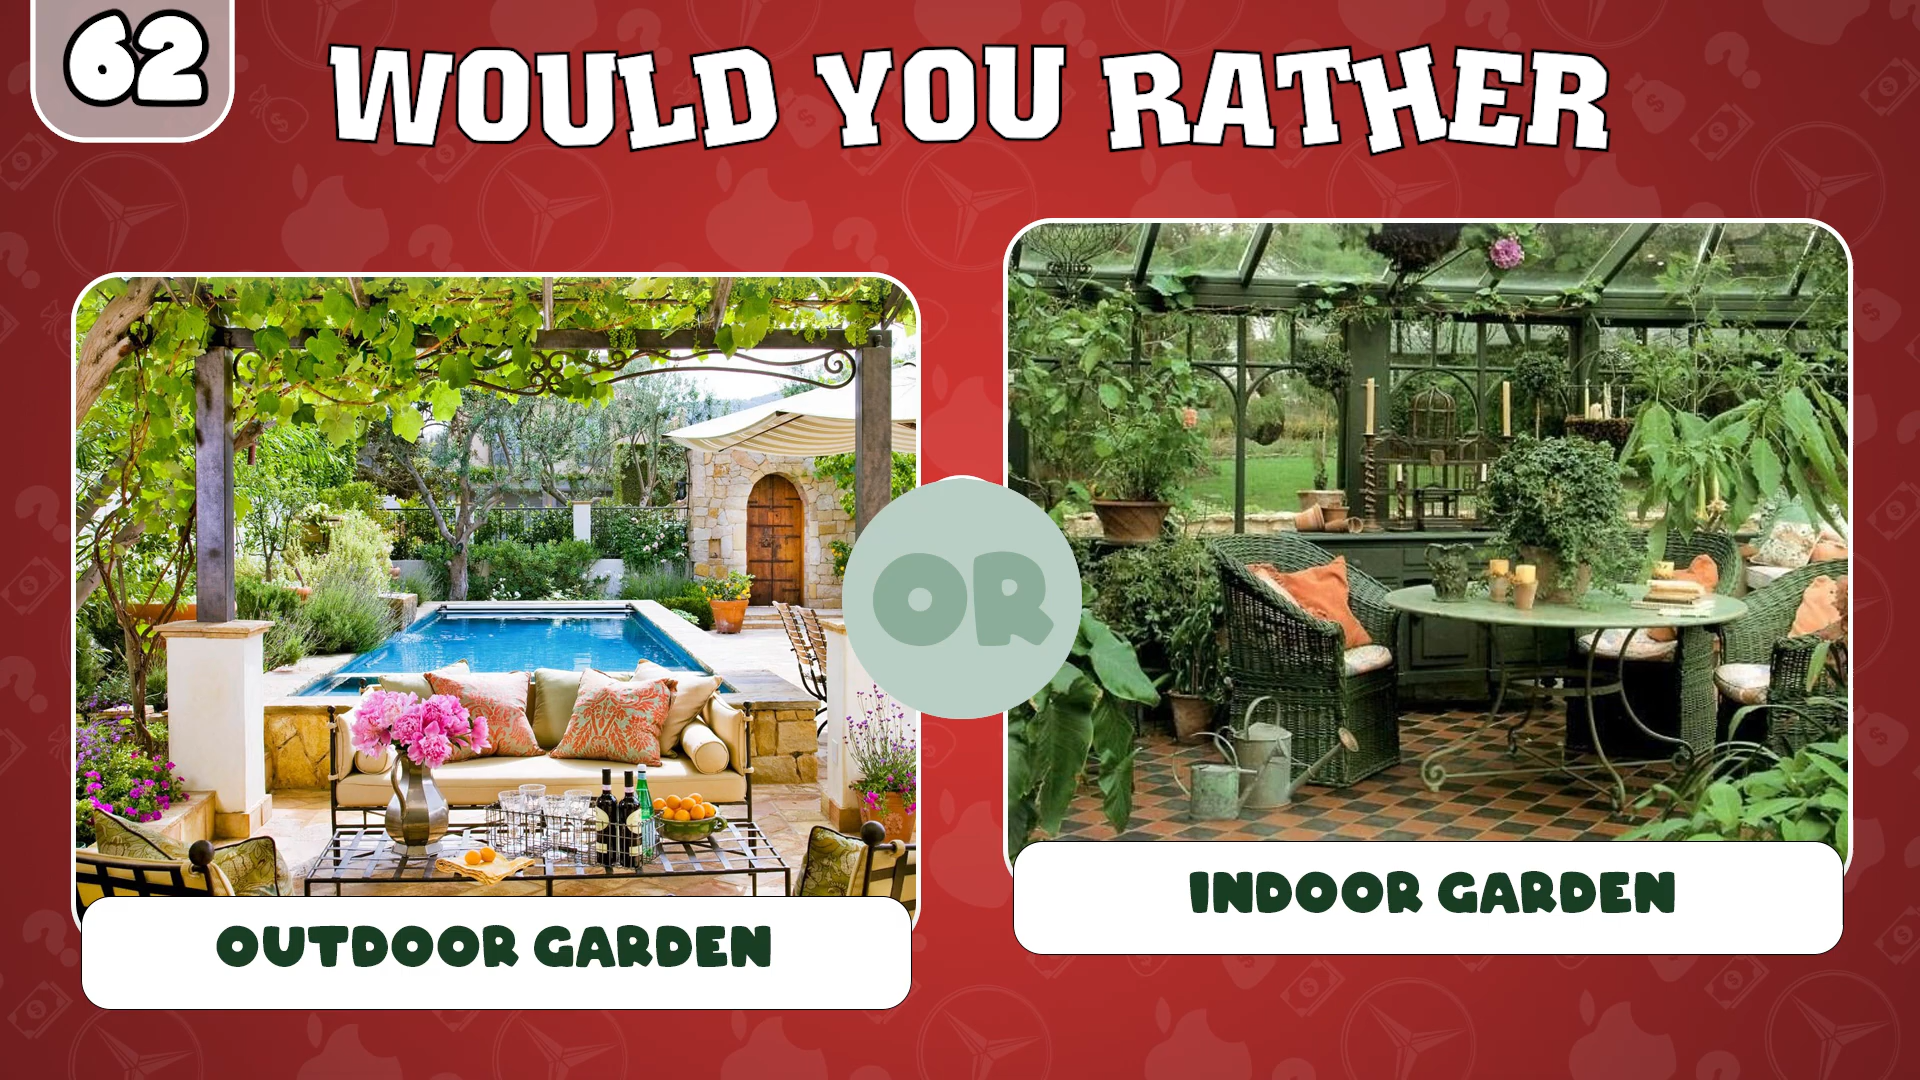 62
WOULD YOU RATHER
OR
OUTDOOR GARDEN
INDOOR GARDEN